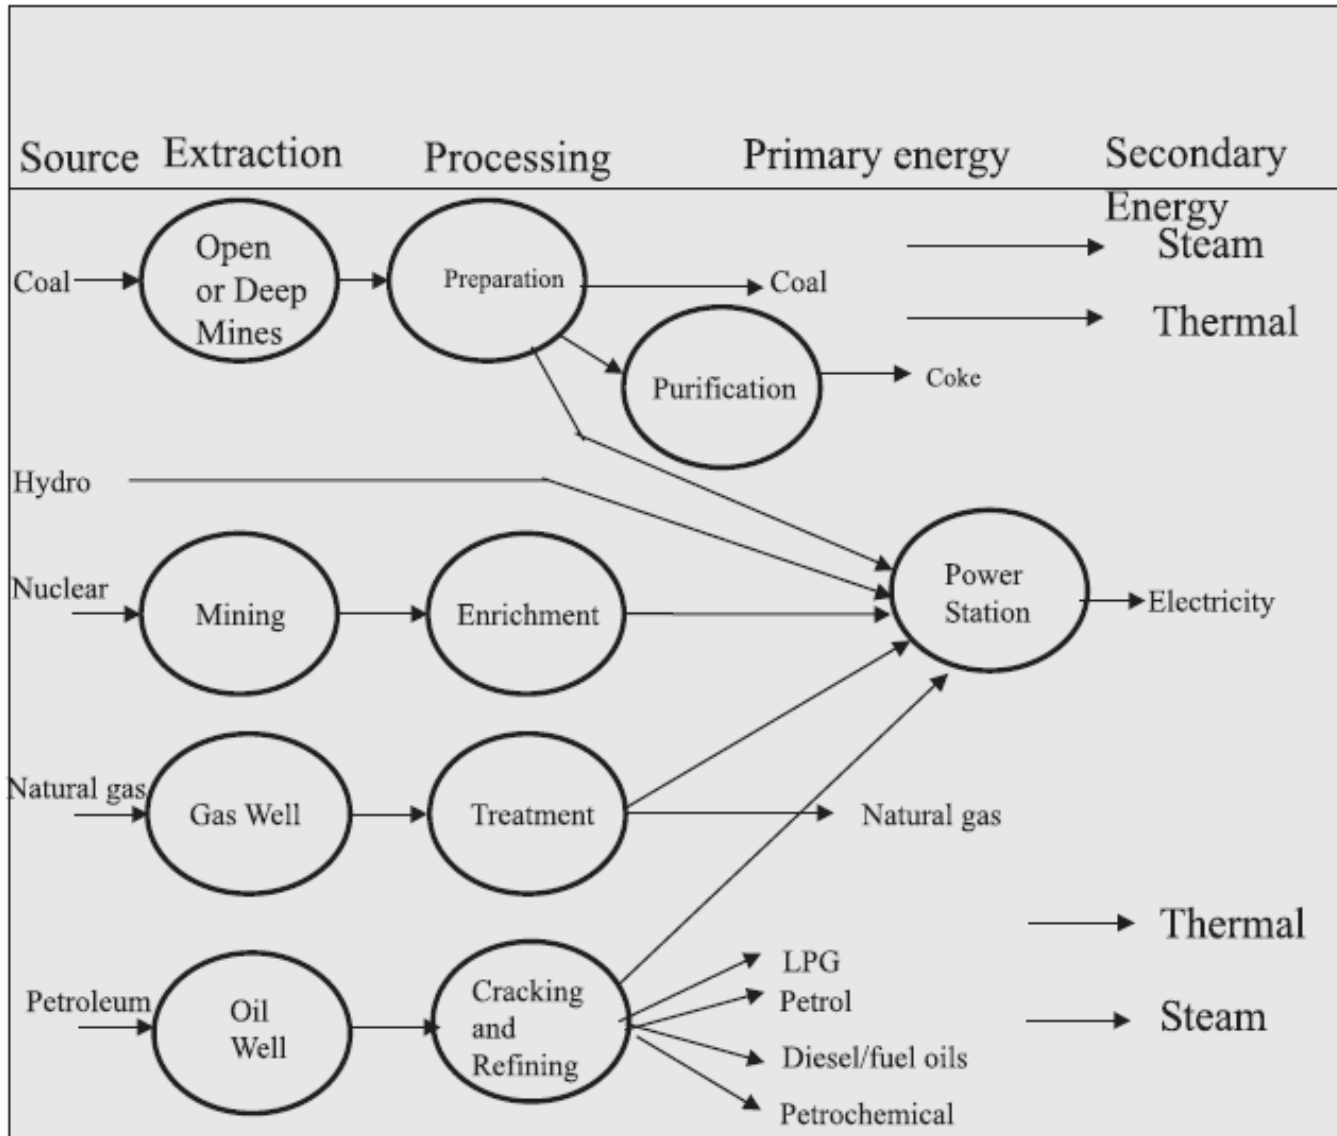 Source Extraction Processing Primary energy Secondary
Energy
Open
or Deep
Mines
Coal
Preparation
Coal
Steam
Thermal
Purification
Coke
Hydro
Nuclear
Mining
Enrichment
Power
Station
Electricity
Natural gas
Gas Well
Treatment
Natural gas
Thermal
Petroleum
Oil
Well
Cracking
and
Refining
LPG
Petrol
Diesel/fuel oils
Petrochemical
Steam